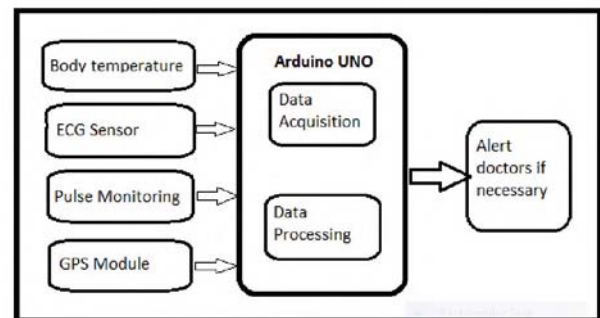 Body temperature
ECG Sensor
Pulse Monitoring
GPS Module
Arduino UNO
Data
Acquisition
Data
Processing
Alert
doctors if
necessary